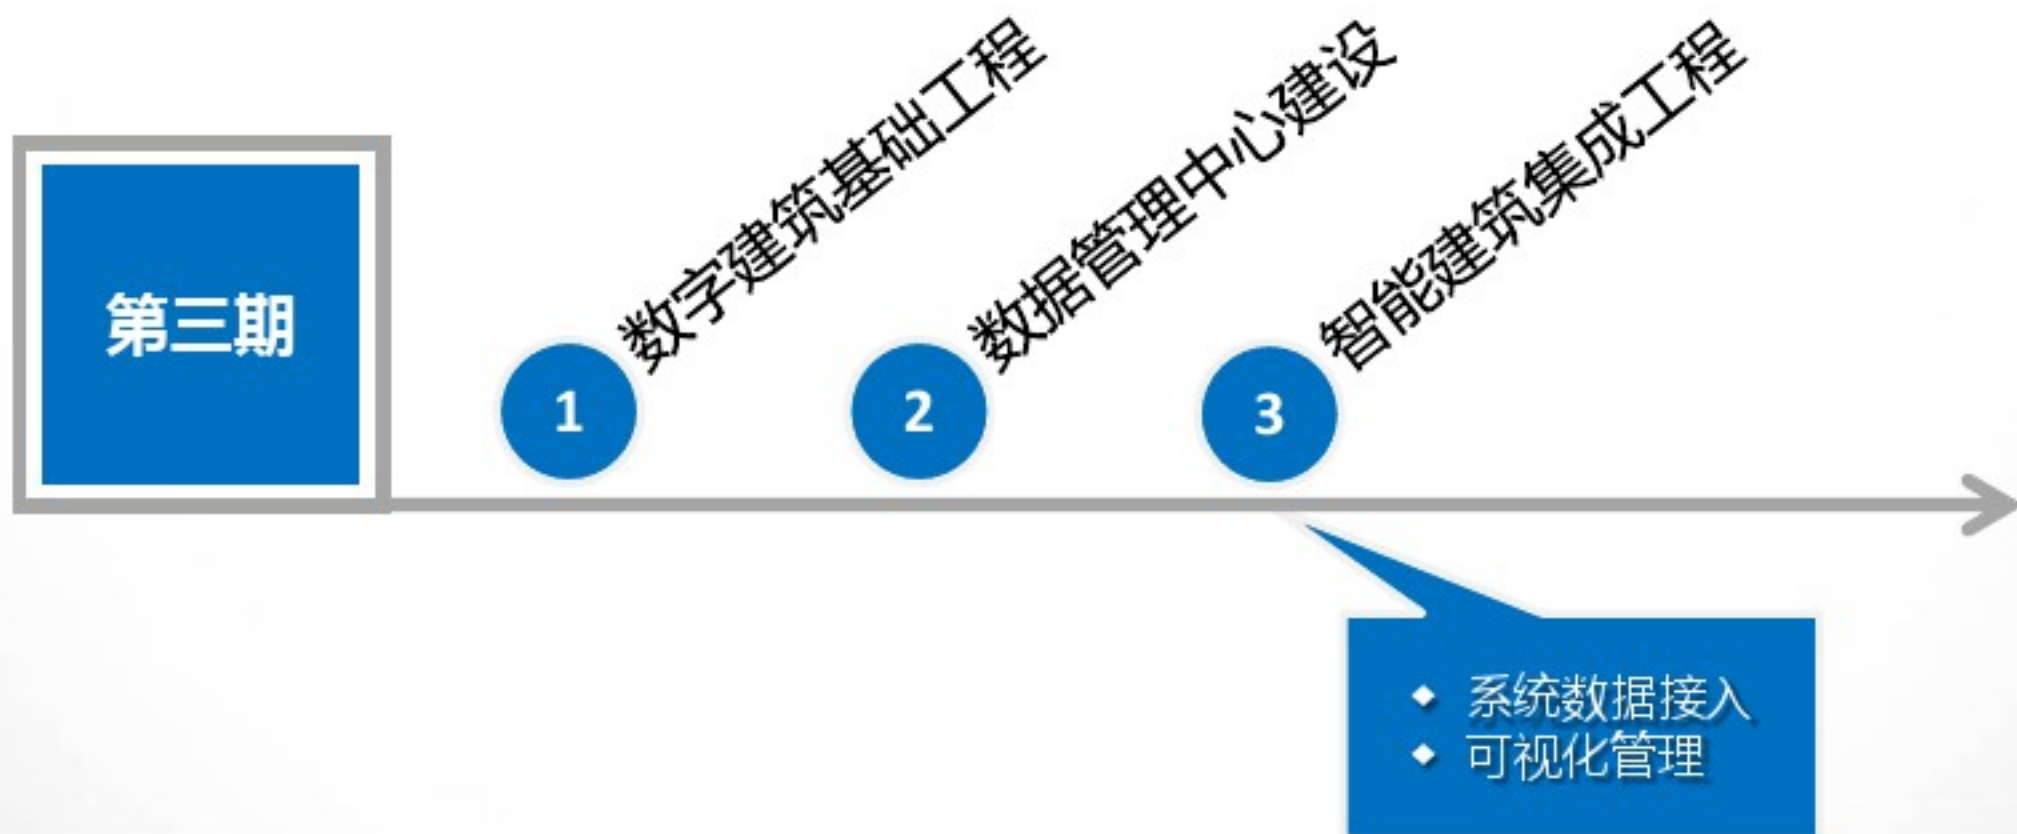 第三期
1
数字建筑基础工程
2
数据管理中心建设
3
智能建筑集成工程
系统数据接入
可视化管理